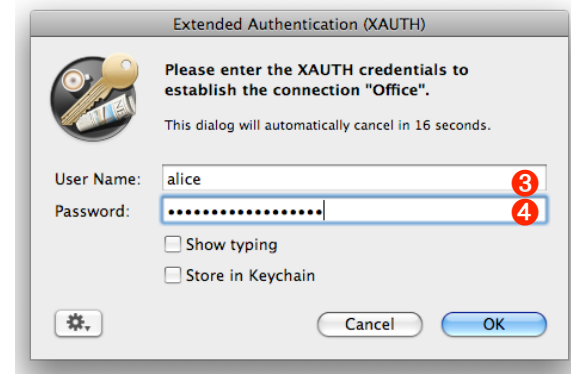 Extended Authentication (XAUTH)
Please enter the XAUTH credentials to
establish the connection "Office".
This dialog will automatically cancel in 16 seconds.
User Name: alice 3
Password: •••••••••••••••••• 4
Show typing
Store in Keychain
Cancel OK